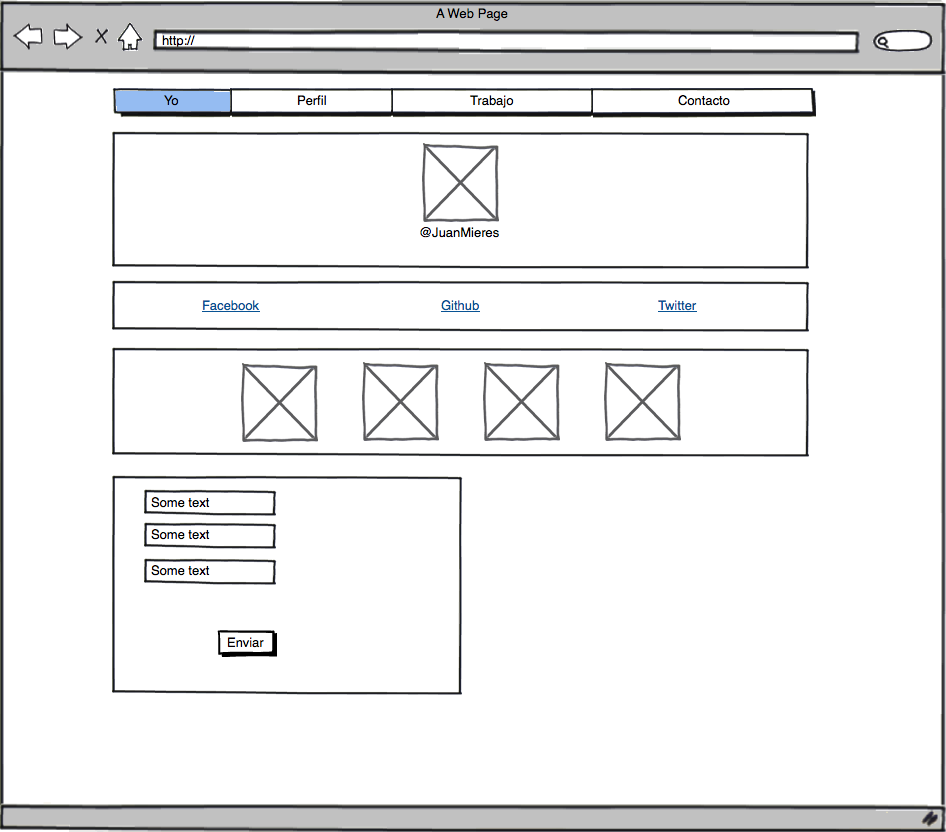 A Web Page
http://
Yo Perfil Trabajo Contacto
@JuanMieres
Facebook Github Twitter
Some text
Some text
Some text
Enviar